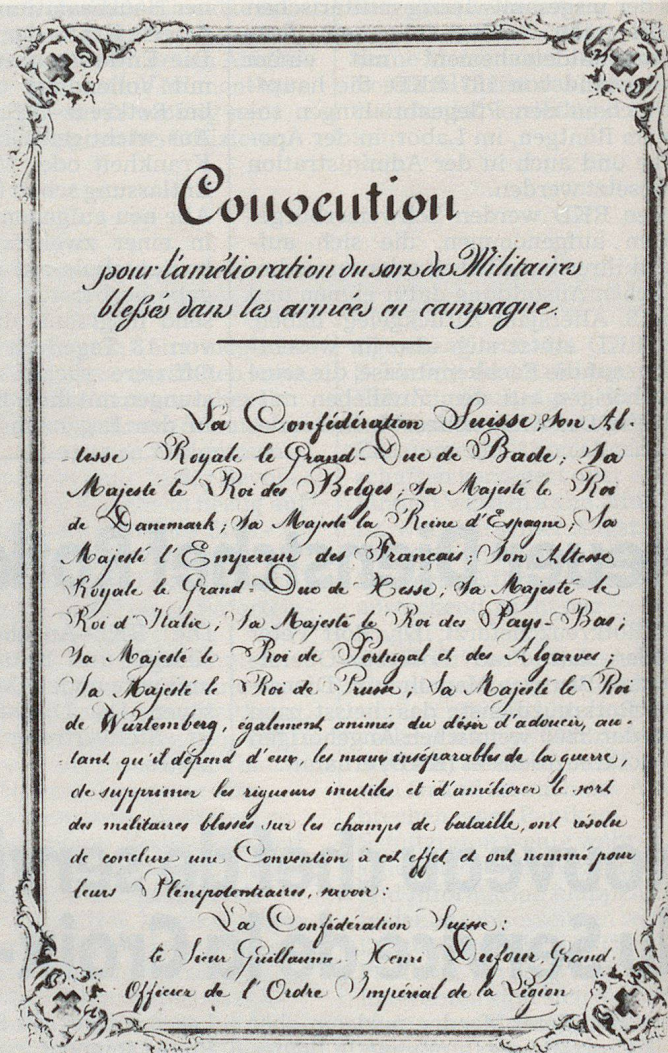 Convention
pour l'amélioration du sort des Militaires
blessés dans les armées en campagne.
La Confédération Suisse; Son Al-
-tesse Royale le Grand-Duc de Bade; Sa
Majesté le Roi des Belges; Sa Majesté le Roi
de Danemark; Sa Majesté la Reine d'Espagne; Sa
Majesté l'Empereur des Français; Son Altesse
Royale le Grand-Duc de Hesse; Sa Majesté le
Roi d'Italie; Sa Majesté le Roi des Pays-Bas;
Sa Majesté le Roi de Portugal et des Algarves;
Sa Majesté le Roi de Prusse; Sa Majesté le Roi
de Wurtemberg, également animés du désir d'adoucir, au-
-tant qu'il dépend d'eux, les maux inséparables de la guerre,
de supprimer les rigueurs inutiles et d'améliorer le sort
des militaires blessés sur les champs de bataille, ont résolu
de conclure une Convention à cet effet et ont nommé pour
leurs Plénipotentiaires, savoir:
La Confédération Suisse:
le Sieur Guillaume-Henri Dufour, Grand
Officier de l'Ordre Impérial de la Légion